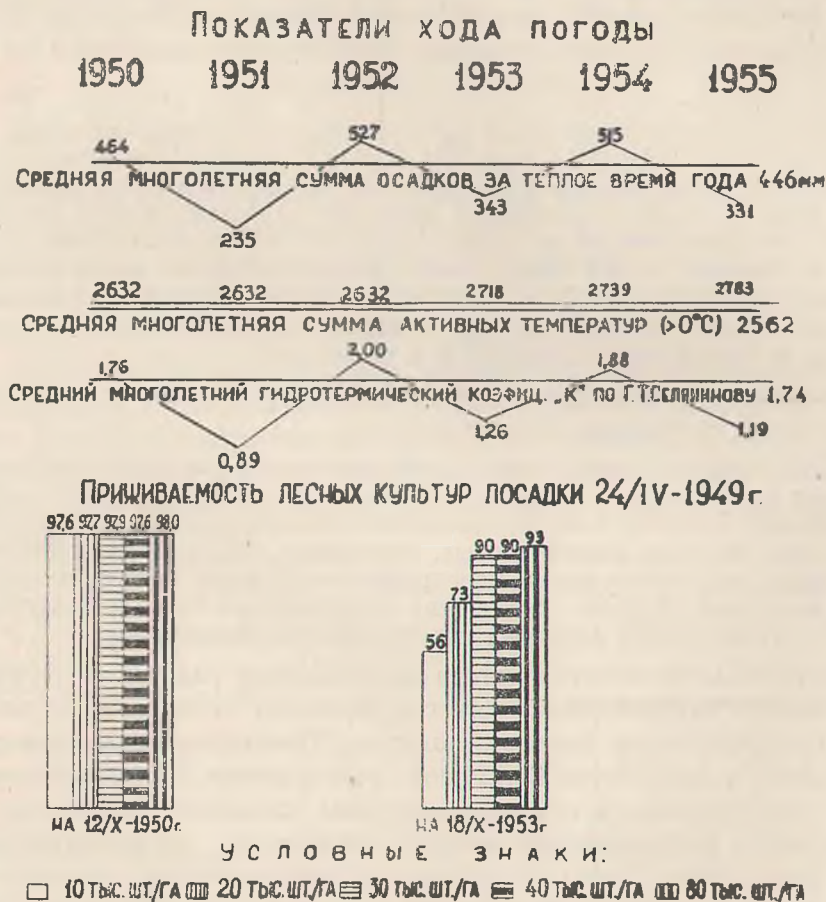 ПОКАЗАТЕЛИ ХОДА ПОГОДЫ
1950 1951 1952 1953 1954 1955
464 527 515
СРЕДНЯЯ МНОГОЛЕТНЯЯ СУММА ОСАДКОВ ЗА ТЕПЛОЕ ВРЕМЯ ГОДА 446мм
235 343 331
2632 2632 2632 2718 2739 2783
СРЕДНЯЯ МНОГОЛЕТНЯЯ СУММА АКТИВНЫХ ТЕМПЕРАТУР (>0°С) 2562
1,76 2,00 1,88
СРЕДНИЙ МНОГОЛЕТНИЙ ГИДРОТЕРМИЧЕСКИЙ КОЭФИЦ. „К" ПО Г.Т.СЕЛЯНИНОВУ 1,74
0,89 1,26 1,19
ПРИЖИВАЕМОСТЬ ЛЕСНЫХ КУЛЬТУР ПОСАДКИ 24/IV-1949г.
97,6 97,6 98,0
56 73 90 90 93
НА 12/X-1950г. НА 18/X-1953г
УСЛОВНЫЕ ЗНАКИ:
10 ТЫС. ШТ/ГА 20 ТЫС. ШТ/ГА 30 ТЫС. ШТ/ГА 40 ТЫС. ШТ/ГА 80 ТЫС. ШТ/ГА